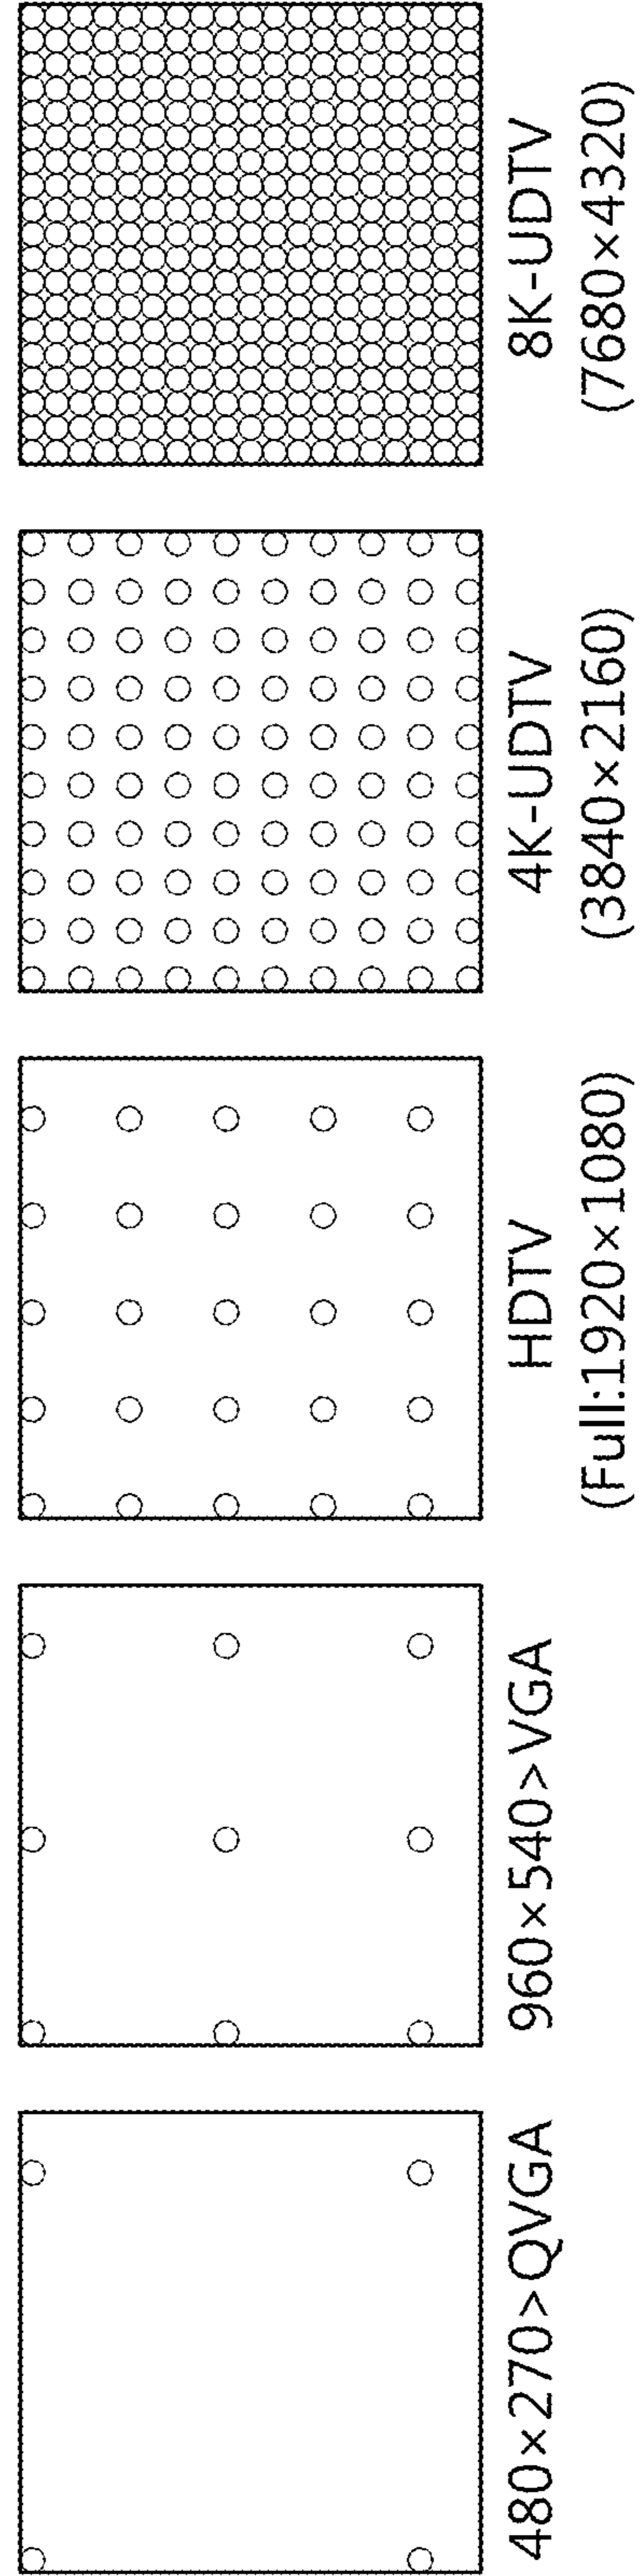 480×270>QVGA
960×540>VGA
HDTV
(Full:1920×1080)
4K-UDTV
(3840×2160)
8K-UDTV
(7680×4320)